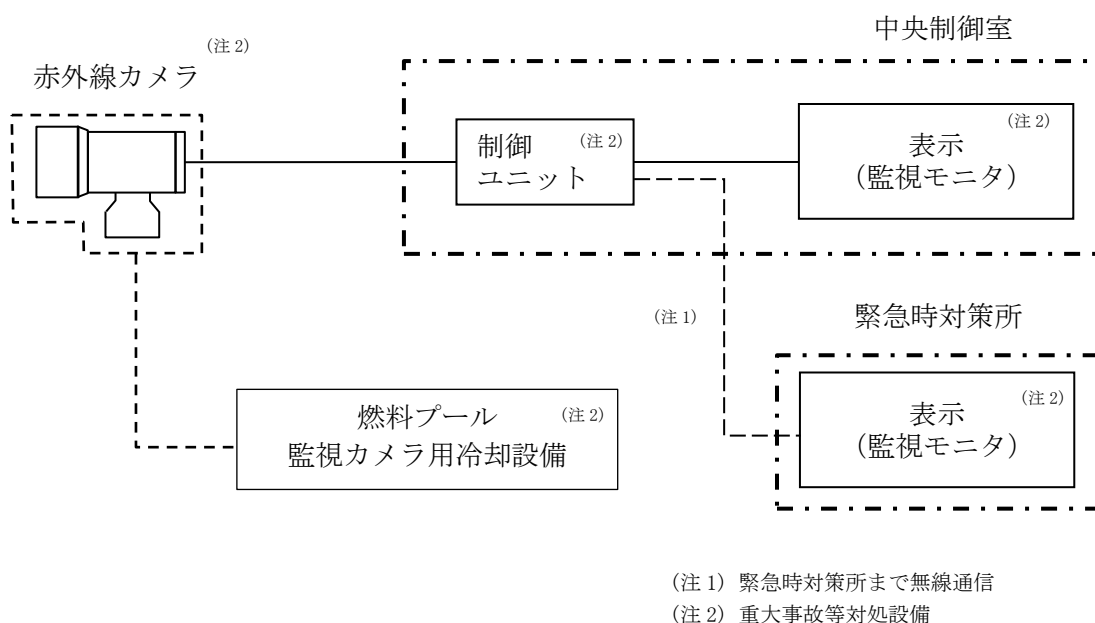 中央制御室
(注 2)
赤外線カメラ
制御 (注 2)
ユニット
(注 2)
表示
(監視モニタ)
(注 1)
緊急時対策所
燃料プール (注 2)
監視カメラ用冷却設備
(注 2)
表示
(監視モニタ)
(注 1) 緊急時対策所まで無線通信
(注 2) 重大事故等対処設備